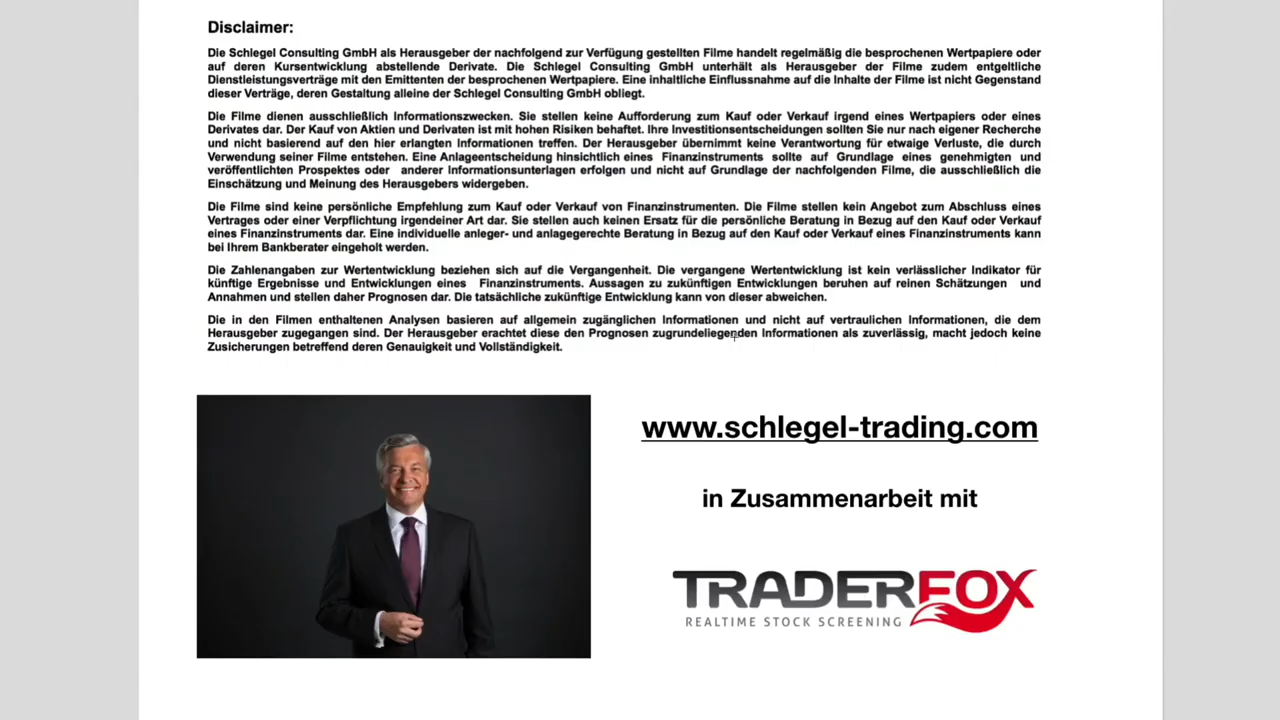 Disclaimer:
Die Schlegel Consulting GmbH als Herausgeber der nachfolgend zur Verfügung gestellten Filme handelt regelmäßig die besprochenen Wertpapiere oder
auf deren Kursentwicklung abstellende Derivate. Die Schlegel Consulting GmbH unterhält als Herausgeber der Filme zudem entgeltliche
Dienstleistungsverträge mit den Emittenten der besprochenen Wertpapiere. Eine inhaltliche Einflussnahme auf die Inhalte der Filme ist nicht Gegenstand
dieser Verträge, deren Gestaltung alleine der Schlegel Consulting GmbH obliegt.
Die Filme dienen ausschließlich Informationszwecken. Sie stellen keine Aufforderung zum Kauf oder Verkauf irgend eines Wertpapiers oder eines
Derivates dar. Der Kauf von Aktien und Derivaten ist mit hohen Risiken behaftet. Ihre Investitionsentscheidungen sollten Sie nur nach eigener Recherche
und nicht basierend auf den hier erlangten Informationen treffen. Der Herausgeber übernimmt keine Verantwortung für etwaige Verluste, die durch
Verwendung seiner Filme entstehen. Eine Anlageentscheidung hinsichtlich eines Finanzinstruments sollte auf Grundlage eines genehmigten und
veröffentlichten Prospektes oder anderer Informationsunterlagen erfolgen und nicht auf Grundlage der nachfolgenden Filme, die ausschließlich die
Einschätzung und Meinung des Herausgebers widergeben.
Die Filme sind keine persönliche Empfehlung zum Kauf oder Verkauf von Finanzinstrumenten. Die Filme stellen kein Angebot zum Abschluss eines
Vertrages oder einer Verpflichtung irgendeiner Art dar. Sie stellen auch keinen Ersatz für die persönliche Beratung in Bezug auf den Kauf oder Verkauf
eines Finanzinstruments dar. Eine individuelle anleger- und anlagegerechte Beratung in Bezug auf den Kauf oder Verkauf eines Finanzinstruments kann
bei Ihrem Bankberater eingeholt werden.
Die Zahlenangaben zur Wertentwicklung beziehen sich auf die Vergangenheit. Die vergangene Wertentwicklung ist kein verlässlicher Indikator für
künftige Ergebnisse und Entwicklungen eines Finanzinstruments. Aussagen zu zukünftigen Entwicklungen beruhen auf reinen Schätzungen und
Annahmen und stellen daher Prognosen dar. Die tatsächliche zukünftige Entwicklung kann von dieser abweichen.
Die in den Filmen enthaltenen Analysen basieren auf allgemein zugänglichen Informationen und nicht auf vertraulichen Informationen, die dem
Herausgeber zugegangen sind. Der Herausgeber erachtet diese den Prognosen zugrundeliegenden Informationen als zuverlässig, macht jedoch keine
Zusicherungen betreffend deren Genauigkeit und Vollständigkeit.
www.schlegel-trading.com
in Zusammenarbeit mit
TRADERFOX
REALTIME STOCK SCREENING